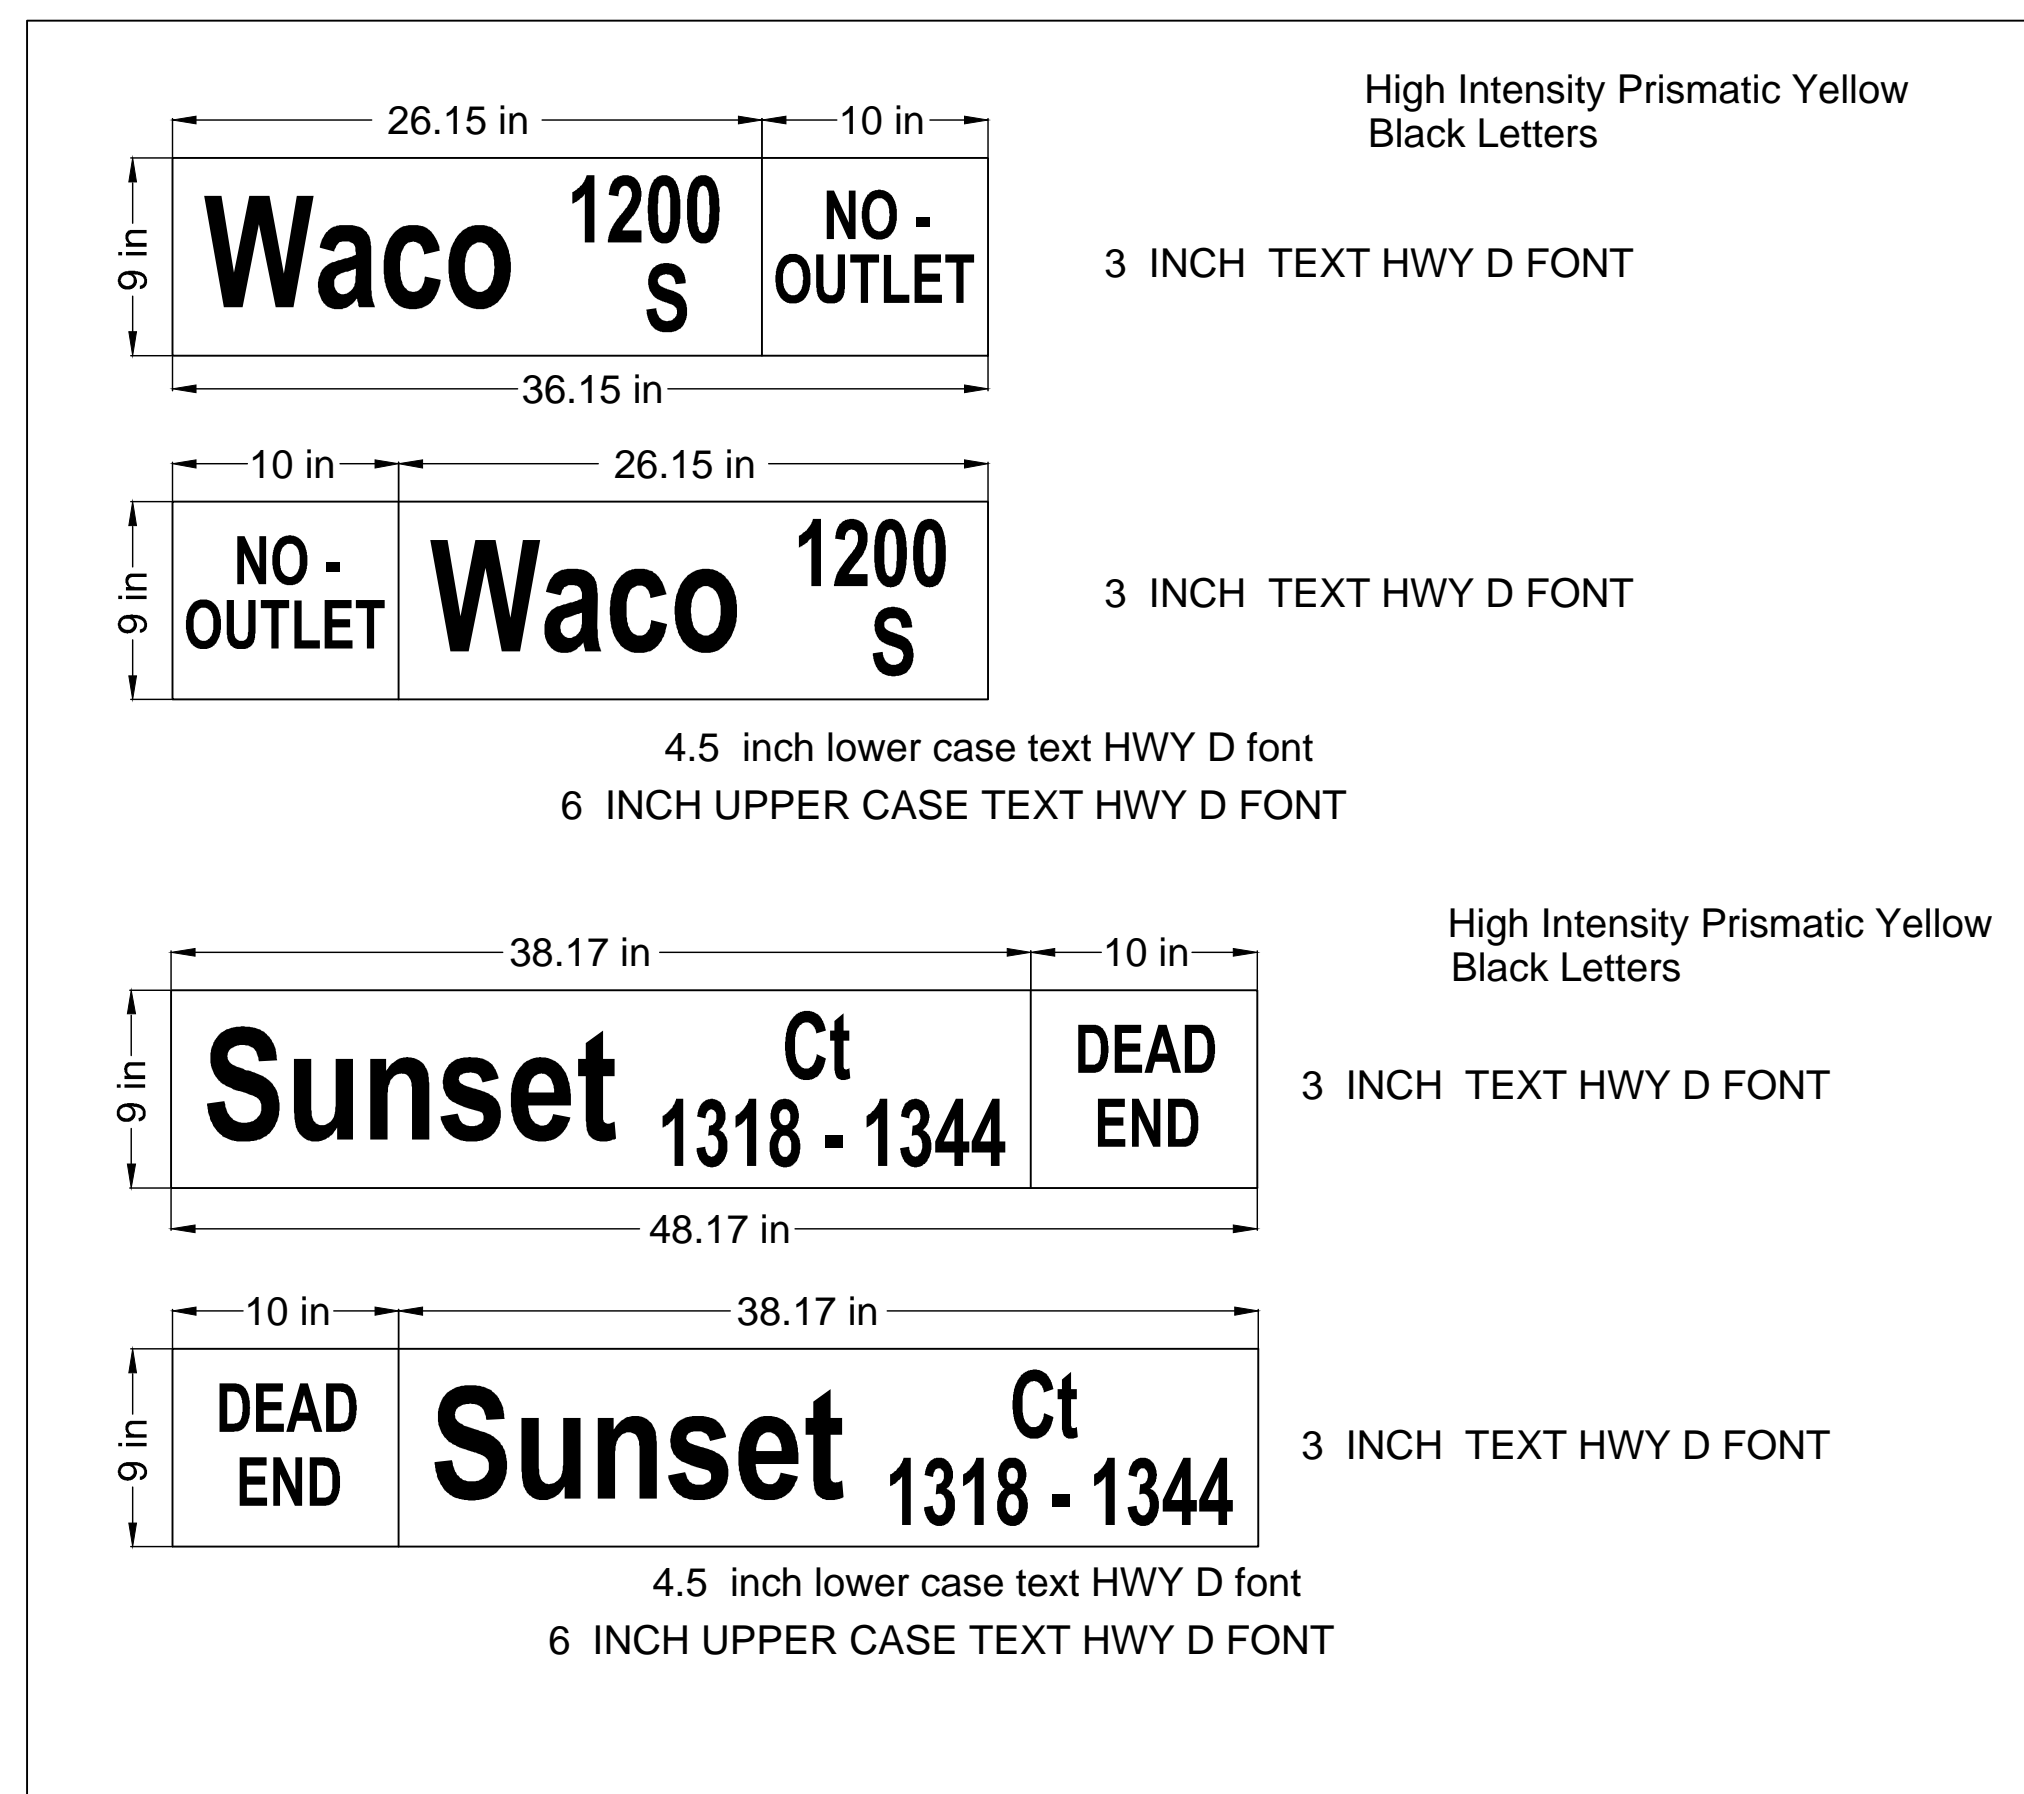 High Intensity Prismatic Yellow
Black Letters
26.15 in
10 in
9 in
Waco
1200
S
NO -
OUTLET
3 INCH TEXT HWY D FONT
36.15 in
10 in
26.15 in
9 in
NO -
OUTLET
Waco
1200
S
3 INCH TEXT HWY D FONT
4.5 inch lower case text HWY D font
6 INCH UPPER CASE TEXT HWY D FONT
High Intensity Prismatic Yellow
Black Letters
38.17 in
10 in
9 in
Sunset
Ct
1318 - 1344
DEAD
END
3 INCH TEXT HWY D FONT
48.17 in
10 in
38.17 in
9 in
DEAD
END
Sunset
Ct
1318 - 1344
3 INCH TEXT HWY D FONT
4.5 inch lower case text HWY D font
6 INCH UPPER CASE TEXT HWY D FONT